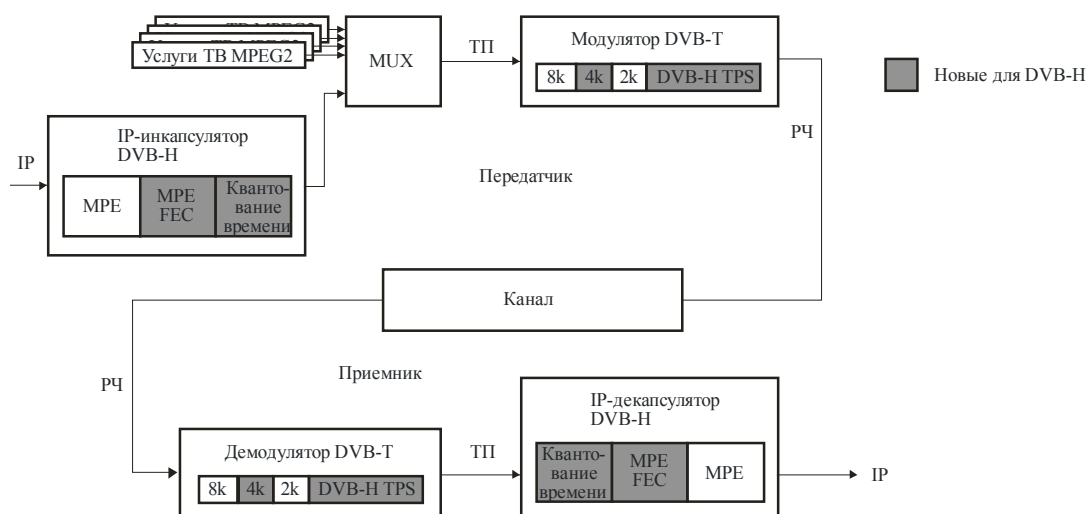 Услуги ТВ MPEG2
MUX
ТП
Модулятор DVB-T
8k 4k 2k DVB-H TPS
Новые для DVB-H
IP-инкапсулятор
DVB-H
IP
MPE
MPE
FEC
Кванто-
вание
времени
РЧ
Передатчик
Канал
РЧ
Приемник
Демодулятор DVB-T
8k 4k 2k DVB-H TPS
ТП
IP-декапсулятор
DVB-H
Кванто-
вание
времени
MPE
FEC
MPE
IP